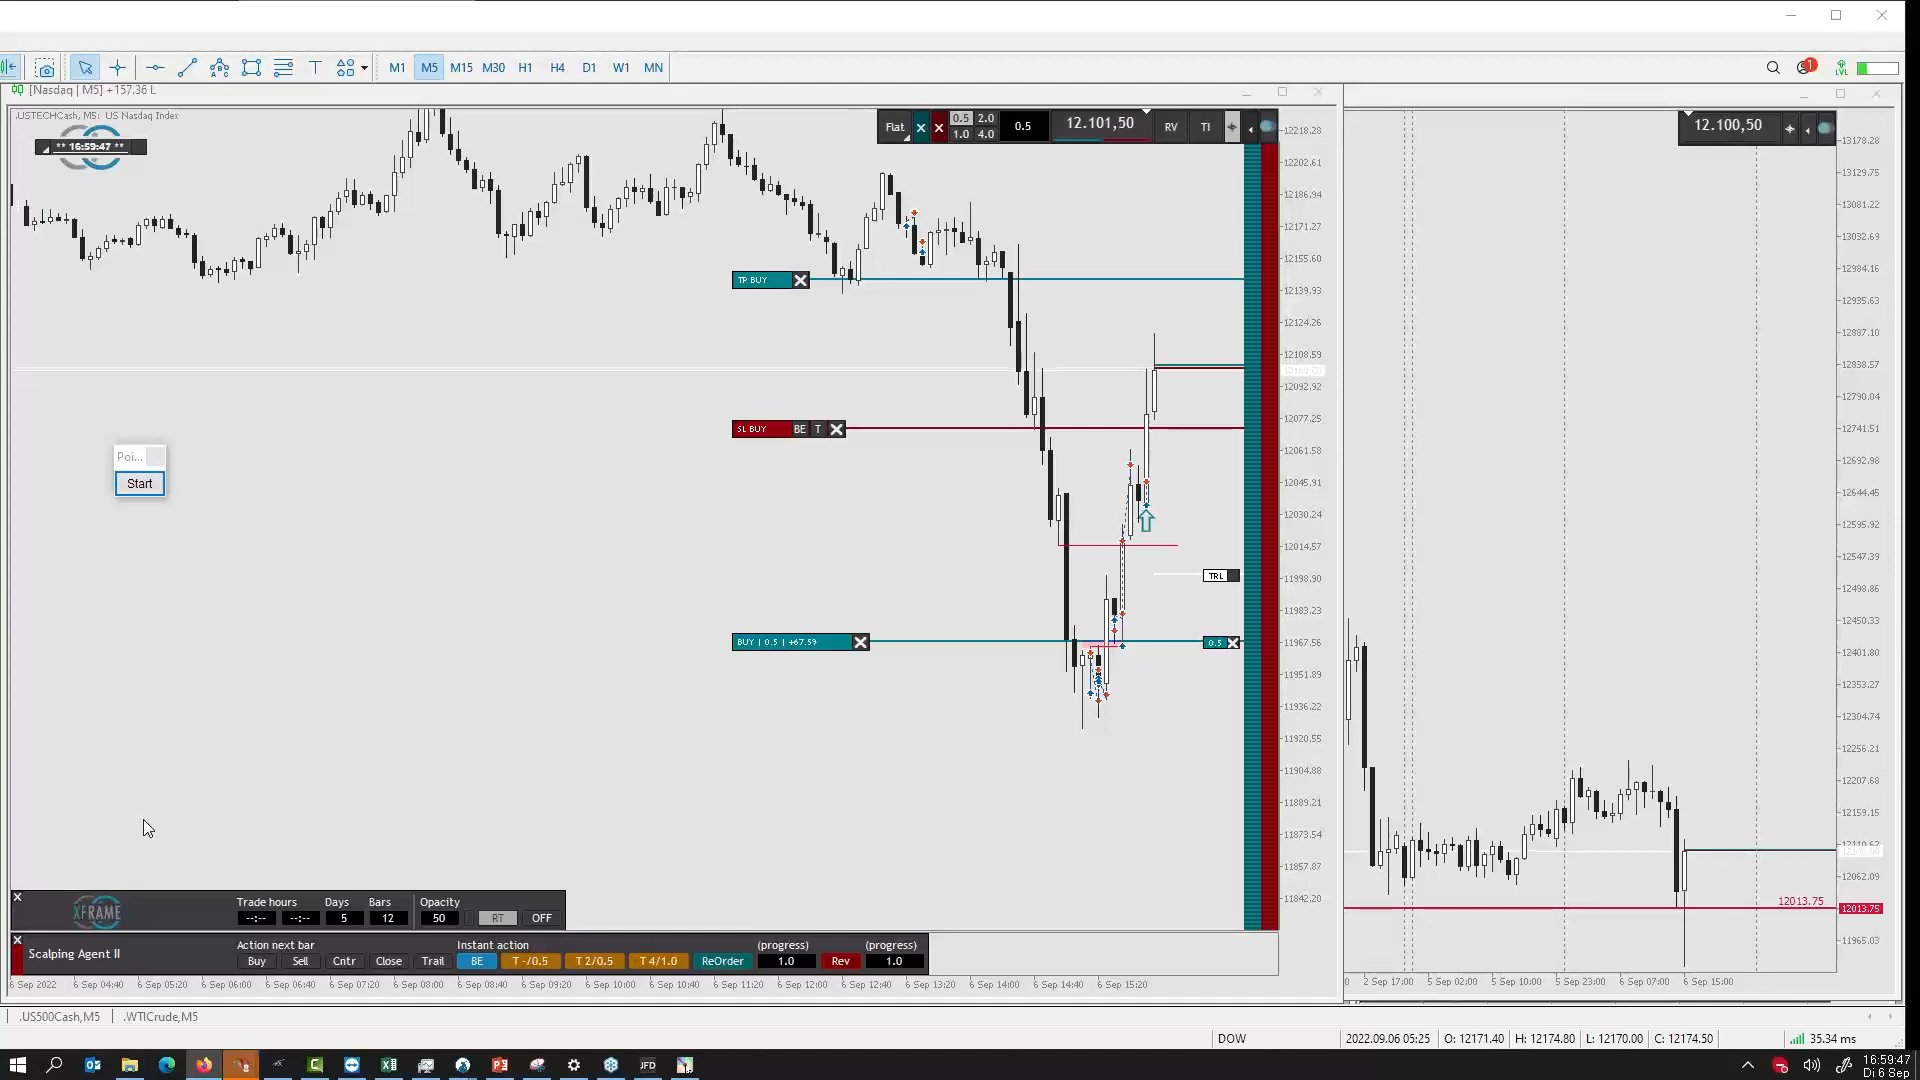 M1 M5 M15 M30 H1 H4 D1 W1 MN
1
LVL
[Nasdaq | M5] +157,36 L
.USTECHCash, M5: US Nasdaq Index
** 16:59:47 **
Flat 0.5 2.0 1.0 4.0 0.5 12.101,50 RV TI
12.100,50
TP BUY
SL BUY BE T
Poi...
Start
TRL
BUY | 0.5 | +67.59
0.5
12218.28
12202.61
12186.94
12171.27
12155.60
12139.93
12124.26
12108.59
12092.92
12077.25
12061.58
12045.91
12030.24
12014.57
11998.90
11983.23
11967.56
11951.89
11936.22
11920.55
11904.88
11889.21
11873.54
11857.87
11842.20
13178.28
13129.75
13081.22
13032.69
12984.16
12935.63
12887.10
12838.57
12790.04
12741.51
12692.98
12644.45
12595.92
12547.39
12498.86
12450.33
12401.80
12353.27
12304.74
12256.21
12207.68
12159.15
12110.62
12062.09
12013.75
12013.75
11965.03
XFRAME
Trade hours Days Bars Opacity
--:-- --:-- 5 12 50 RT OFF
Scalping Agent II
Action next bar Instant action (progress) (progress)
Buy Sell Cntr Close Trail BE T -/0.5 T 2/0.5 T 4/1.0 ReOrder 1.0 Rev 1.0
6 Sep 2022 6 Sep 04:40 6 Sep 05:20 6 Sep 06:00 6 Sep 06:40 6 Sep 07:20 6 Sep 08:00 6 Sep 08:40 6 Sep 09:20 6 Sep 10:00 6 Sep 10:40 6 Sep 11:20 6 Sep 12:00 6 Sep 12:40 6 Sep 13:20 6 Sep 14:00 6 Sep 14:40 6 Sep 15:20
0 2 Sep 17:00 5 Sep 02:00 5 Sep 10:00 5 Sep 23:00 6 Sep 07:00 6 Sep 15:00
.US500Cash,M5 | .WTICrude,M5
DOW 2022.09.06 05:25 O: 12171.40 H: 12174.80 L: 12170.00 C: 12174.50 35.34 ms
JFD
16:59:47
Di 6 Sep